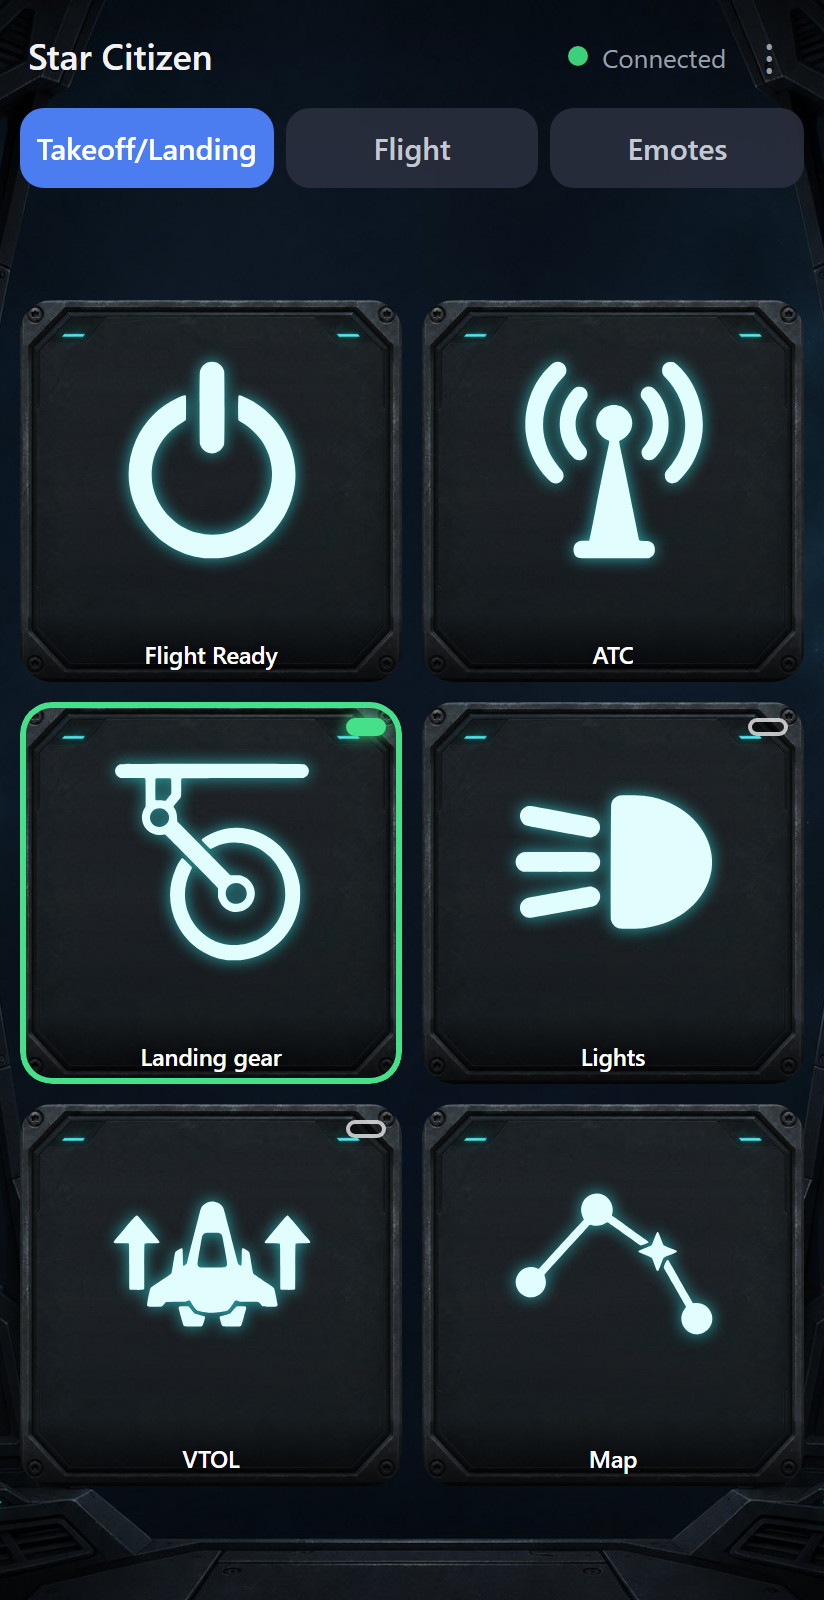 Star Citizen
Connected
Takeoff/Landing
Flight
Emotes
Flight Ready
ATC
Landing gear
Lights
VTOL
Map